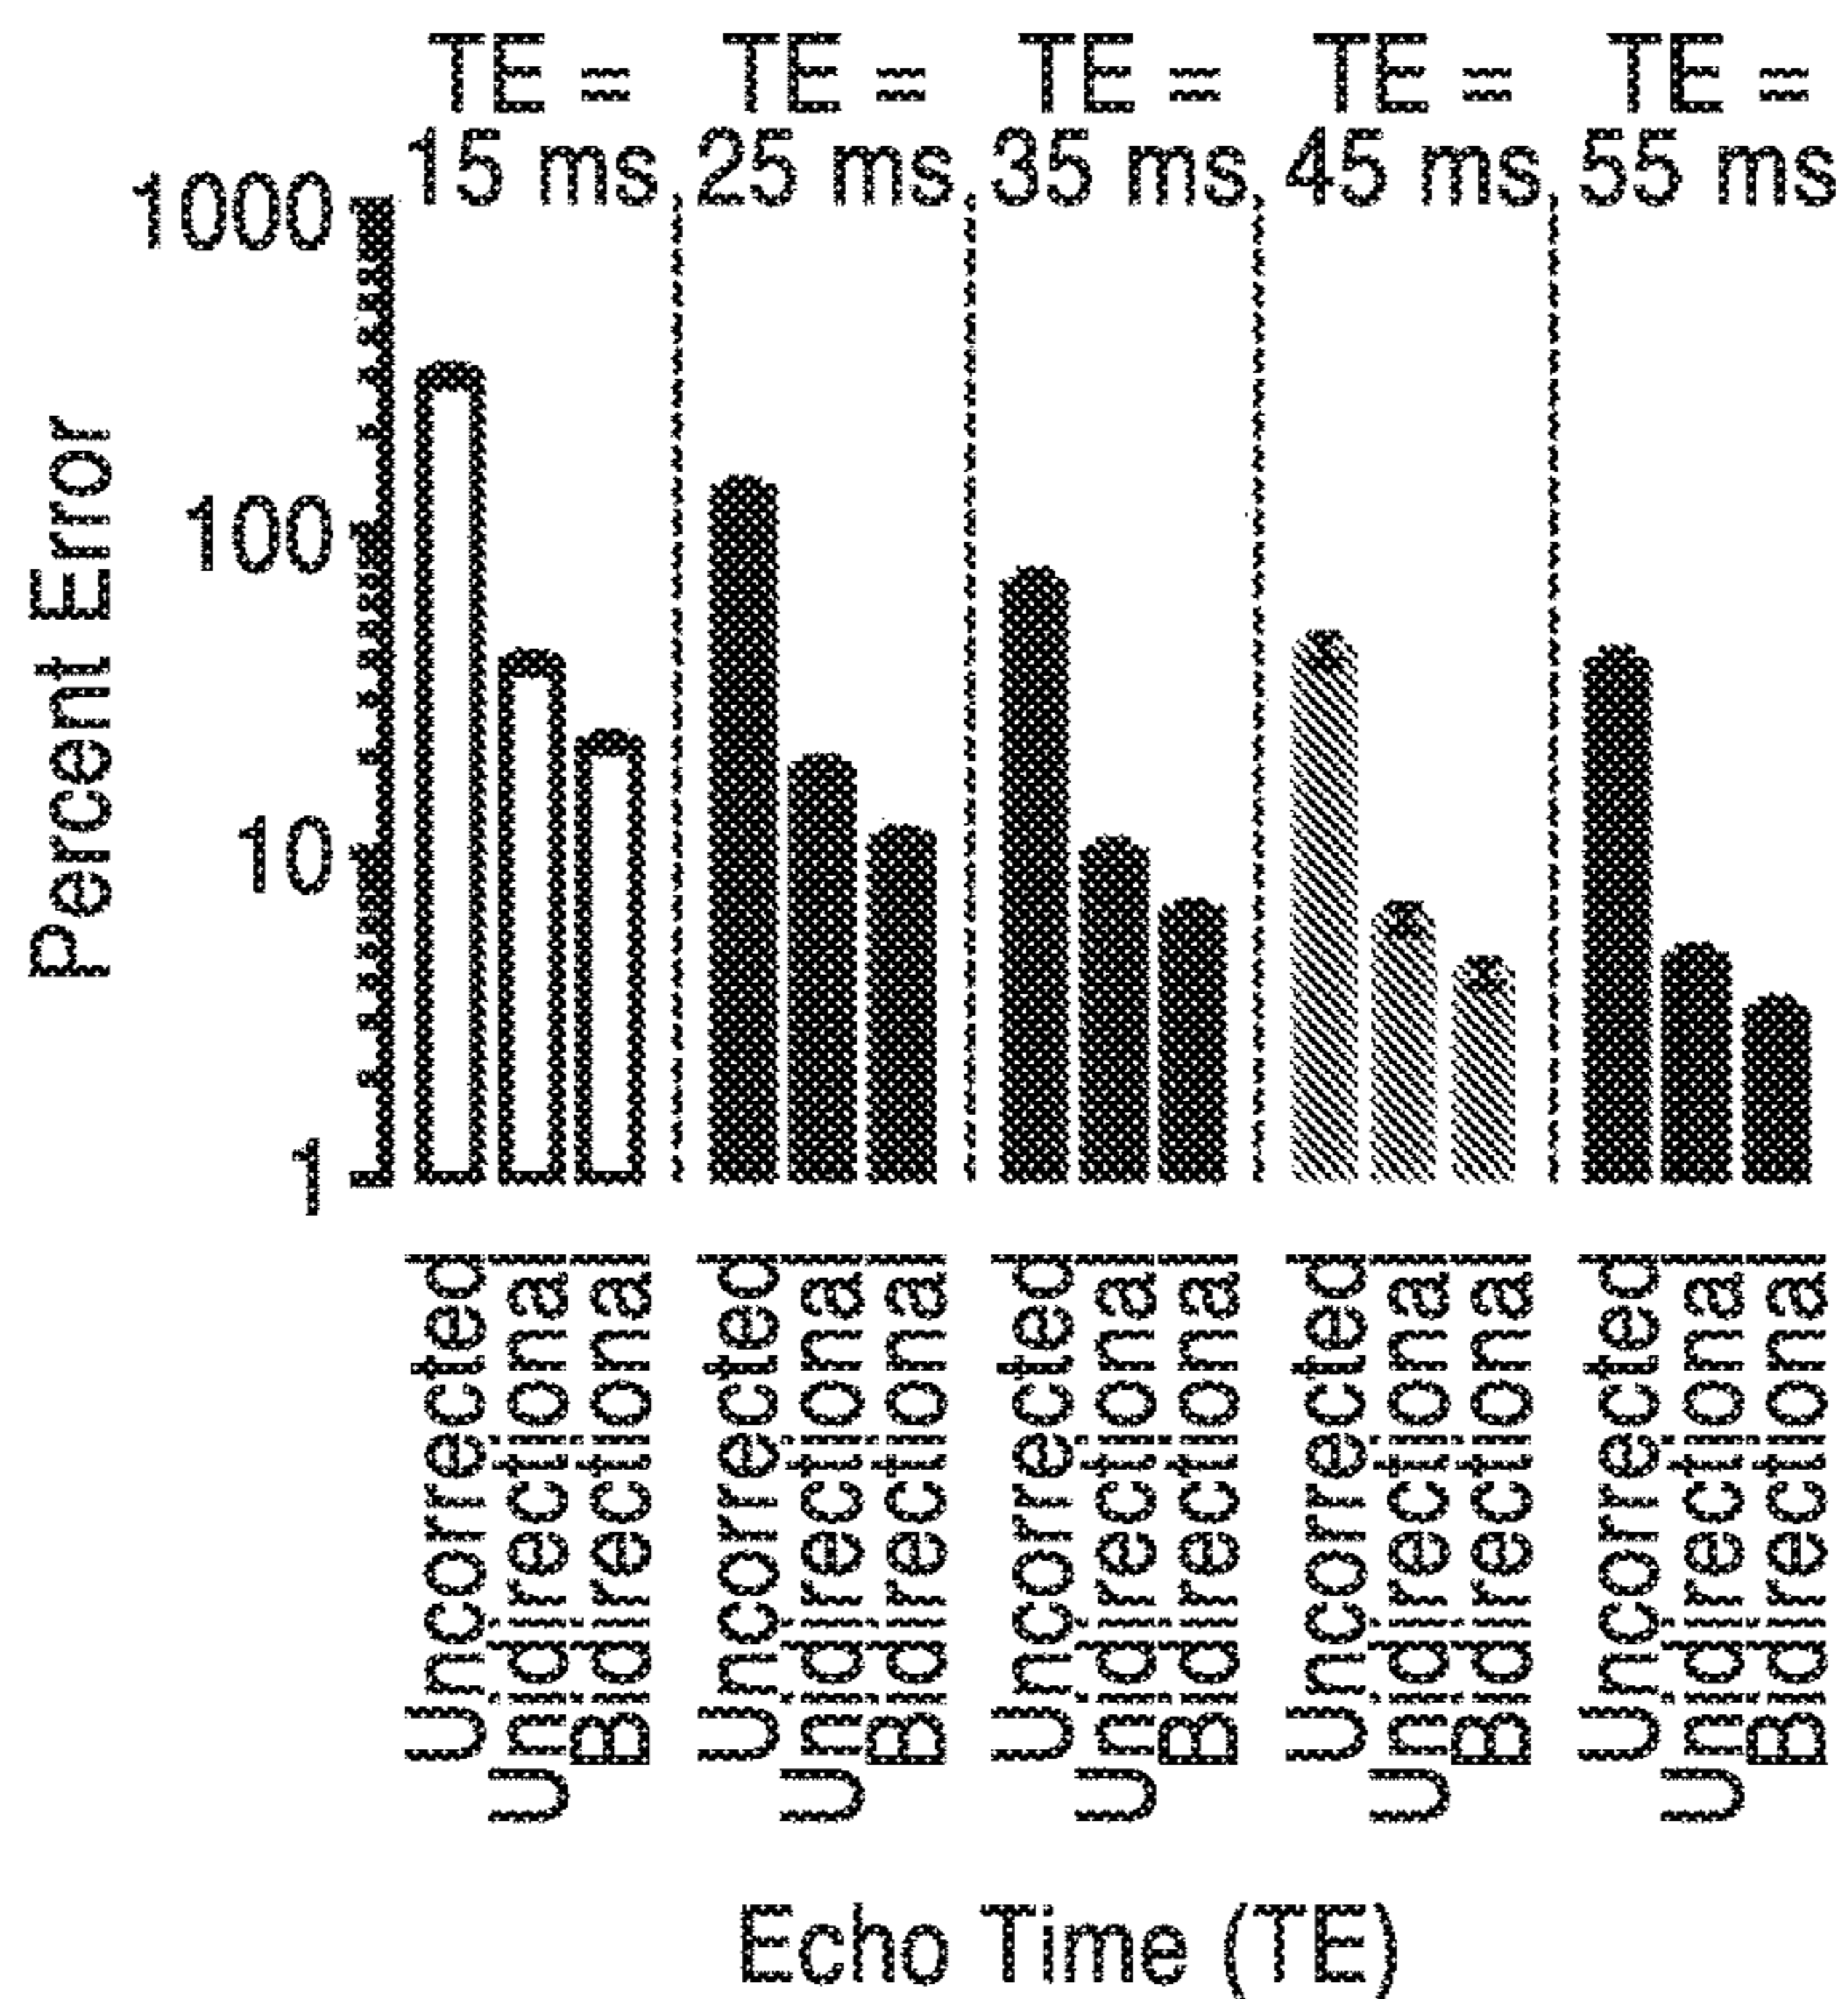 TE = 15 ms
TE = 25 ms
TE = 35 ms
TE = 45 ms
TE = 55 ms
Percent Error
1000
100
10
1
Uncorrected
Unidirectional
Bidirectional
Uncorrected
Unidirectional
Bidirectional
Uncorrected
Unidirectional
Bidirectional
Uncorrected
Unidirectional
Bidirectional
Uncorrected
Unidirectional
Bidirectional
Echo Time (TE)